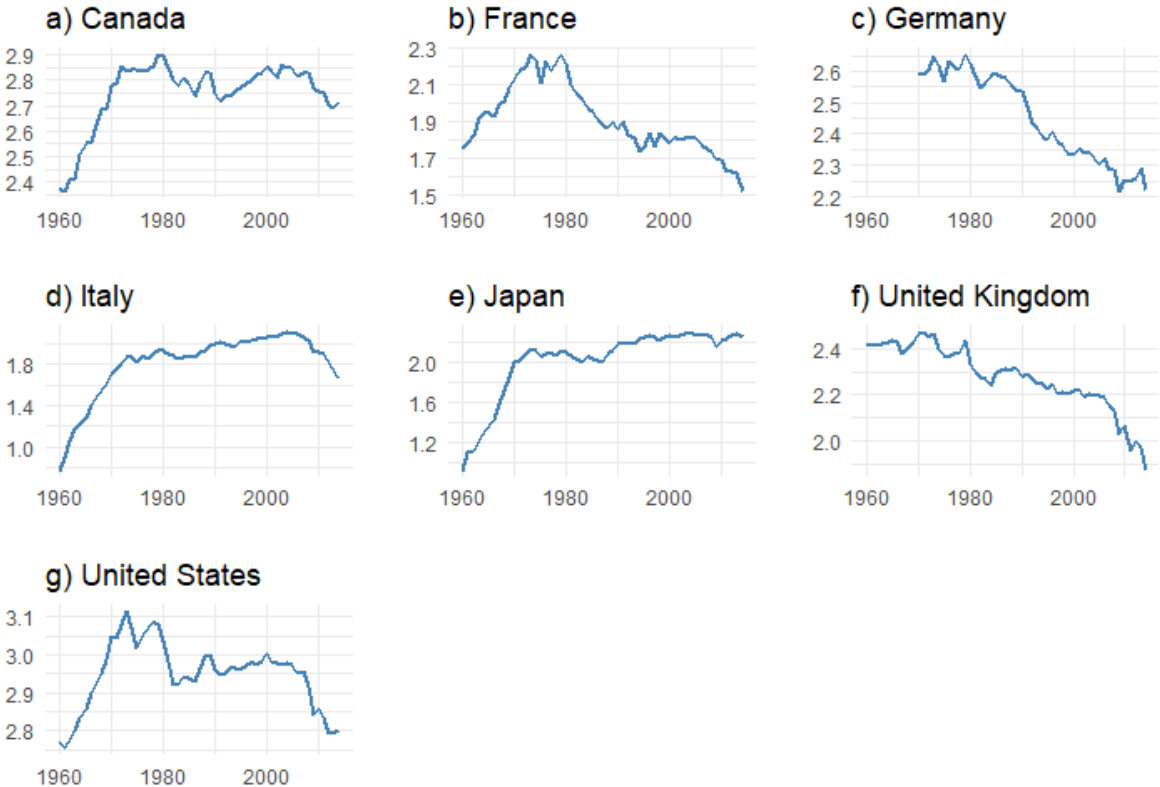 a) Canada
2.9
2.8
2.7
2.6
2.5
2.4
1960 1980 2000
b) France
2.3
2.1
1.9
1.7
1.5
1960 1980 2000
c) Germany
2.6
2.5
2.4
2.3
2.2
1960 1980 2000
d) Italy
1.8
1.4
1.0
1960 1980 2000
e) Japan
2.0
1.6
1.2
1960 1980 2000
f) United Kingdom
2.4
2.2
2.0
1960 1980 2000
g) United States
3.1
3.0
2.9
2.8
1960 1980 2000